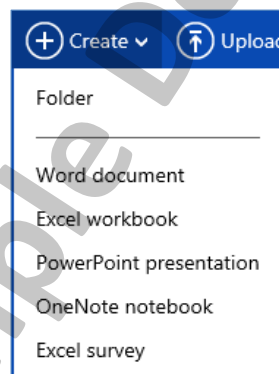 Create Upload
Folder
Word document
Excel workbook
PowerPoint presentation
OneNote notebook
Excel survey